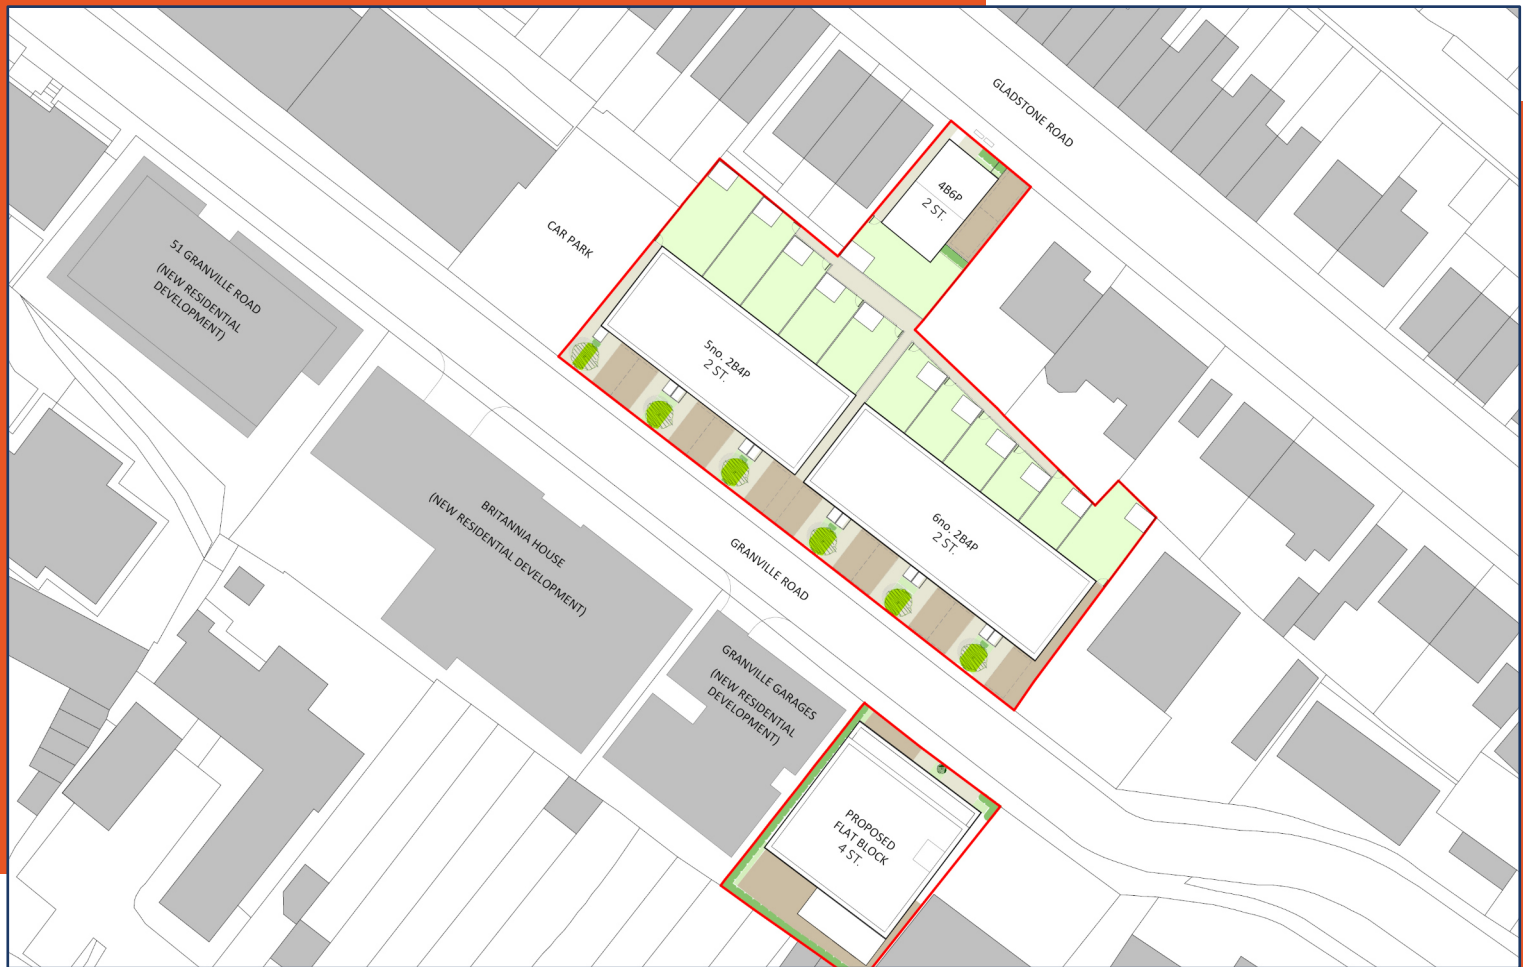 GLADSTONE ROAD
4B6P
2 ST.
CAR PARK
51 GRANVILLE ROAD
(NEW RESIDENTIAL
DEVELOPMENT)
5no. 2B4P
2 ST.
BRITANNIA HOUSE
(NEW RESIDENTIAL DEVELOPMENT)
6no. 2B4P
2 ST.
GRANVILLE ROAD
GRANVILLE GARAGES
(NEW RESIDENTIAL
DEVELOPMENT)
PROPOSED
FLAT BLOCK
4 ST.